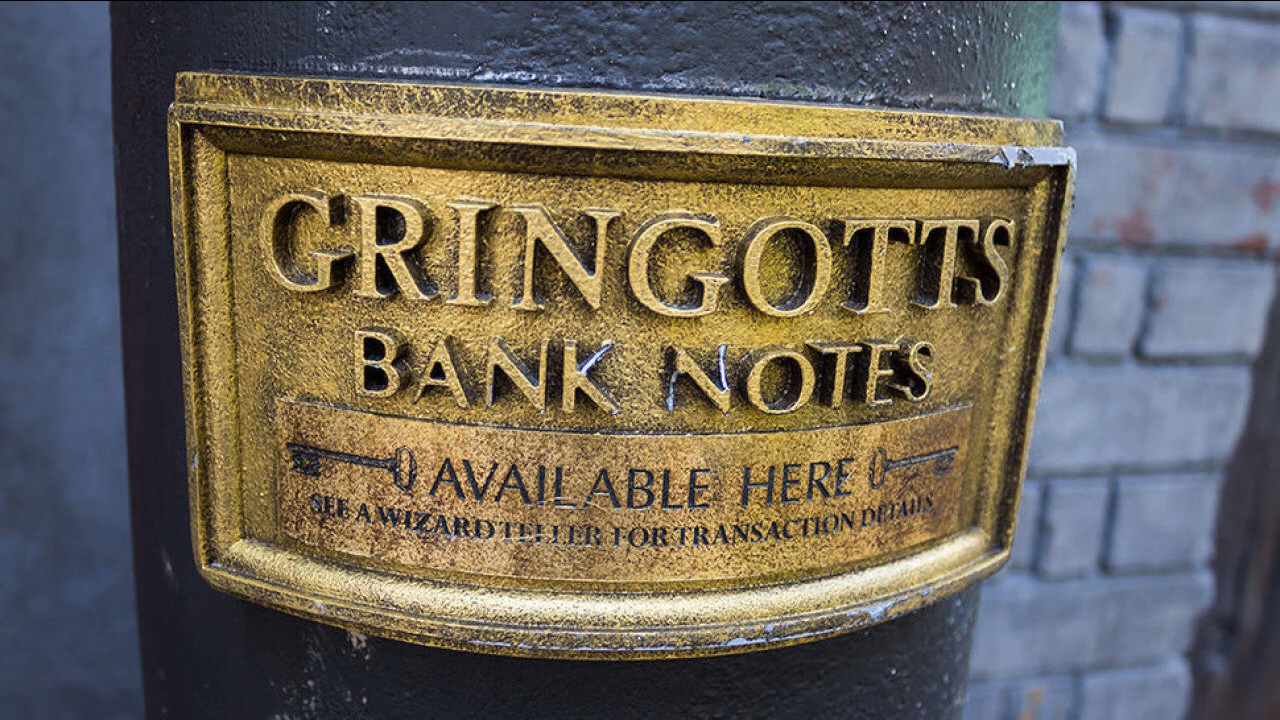 GRINGOTTS
BANK NOTES
AVAILABLE HERE
SEE A WIZARD TELLER FOR TRANSACTION DETAILS